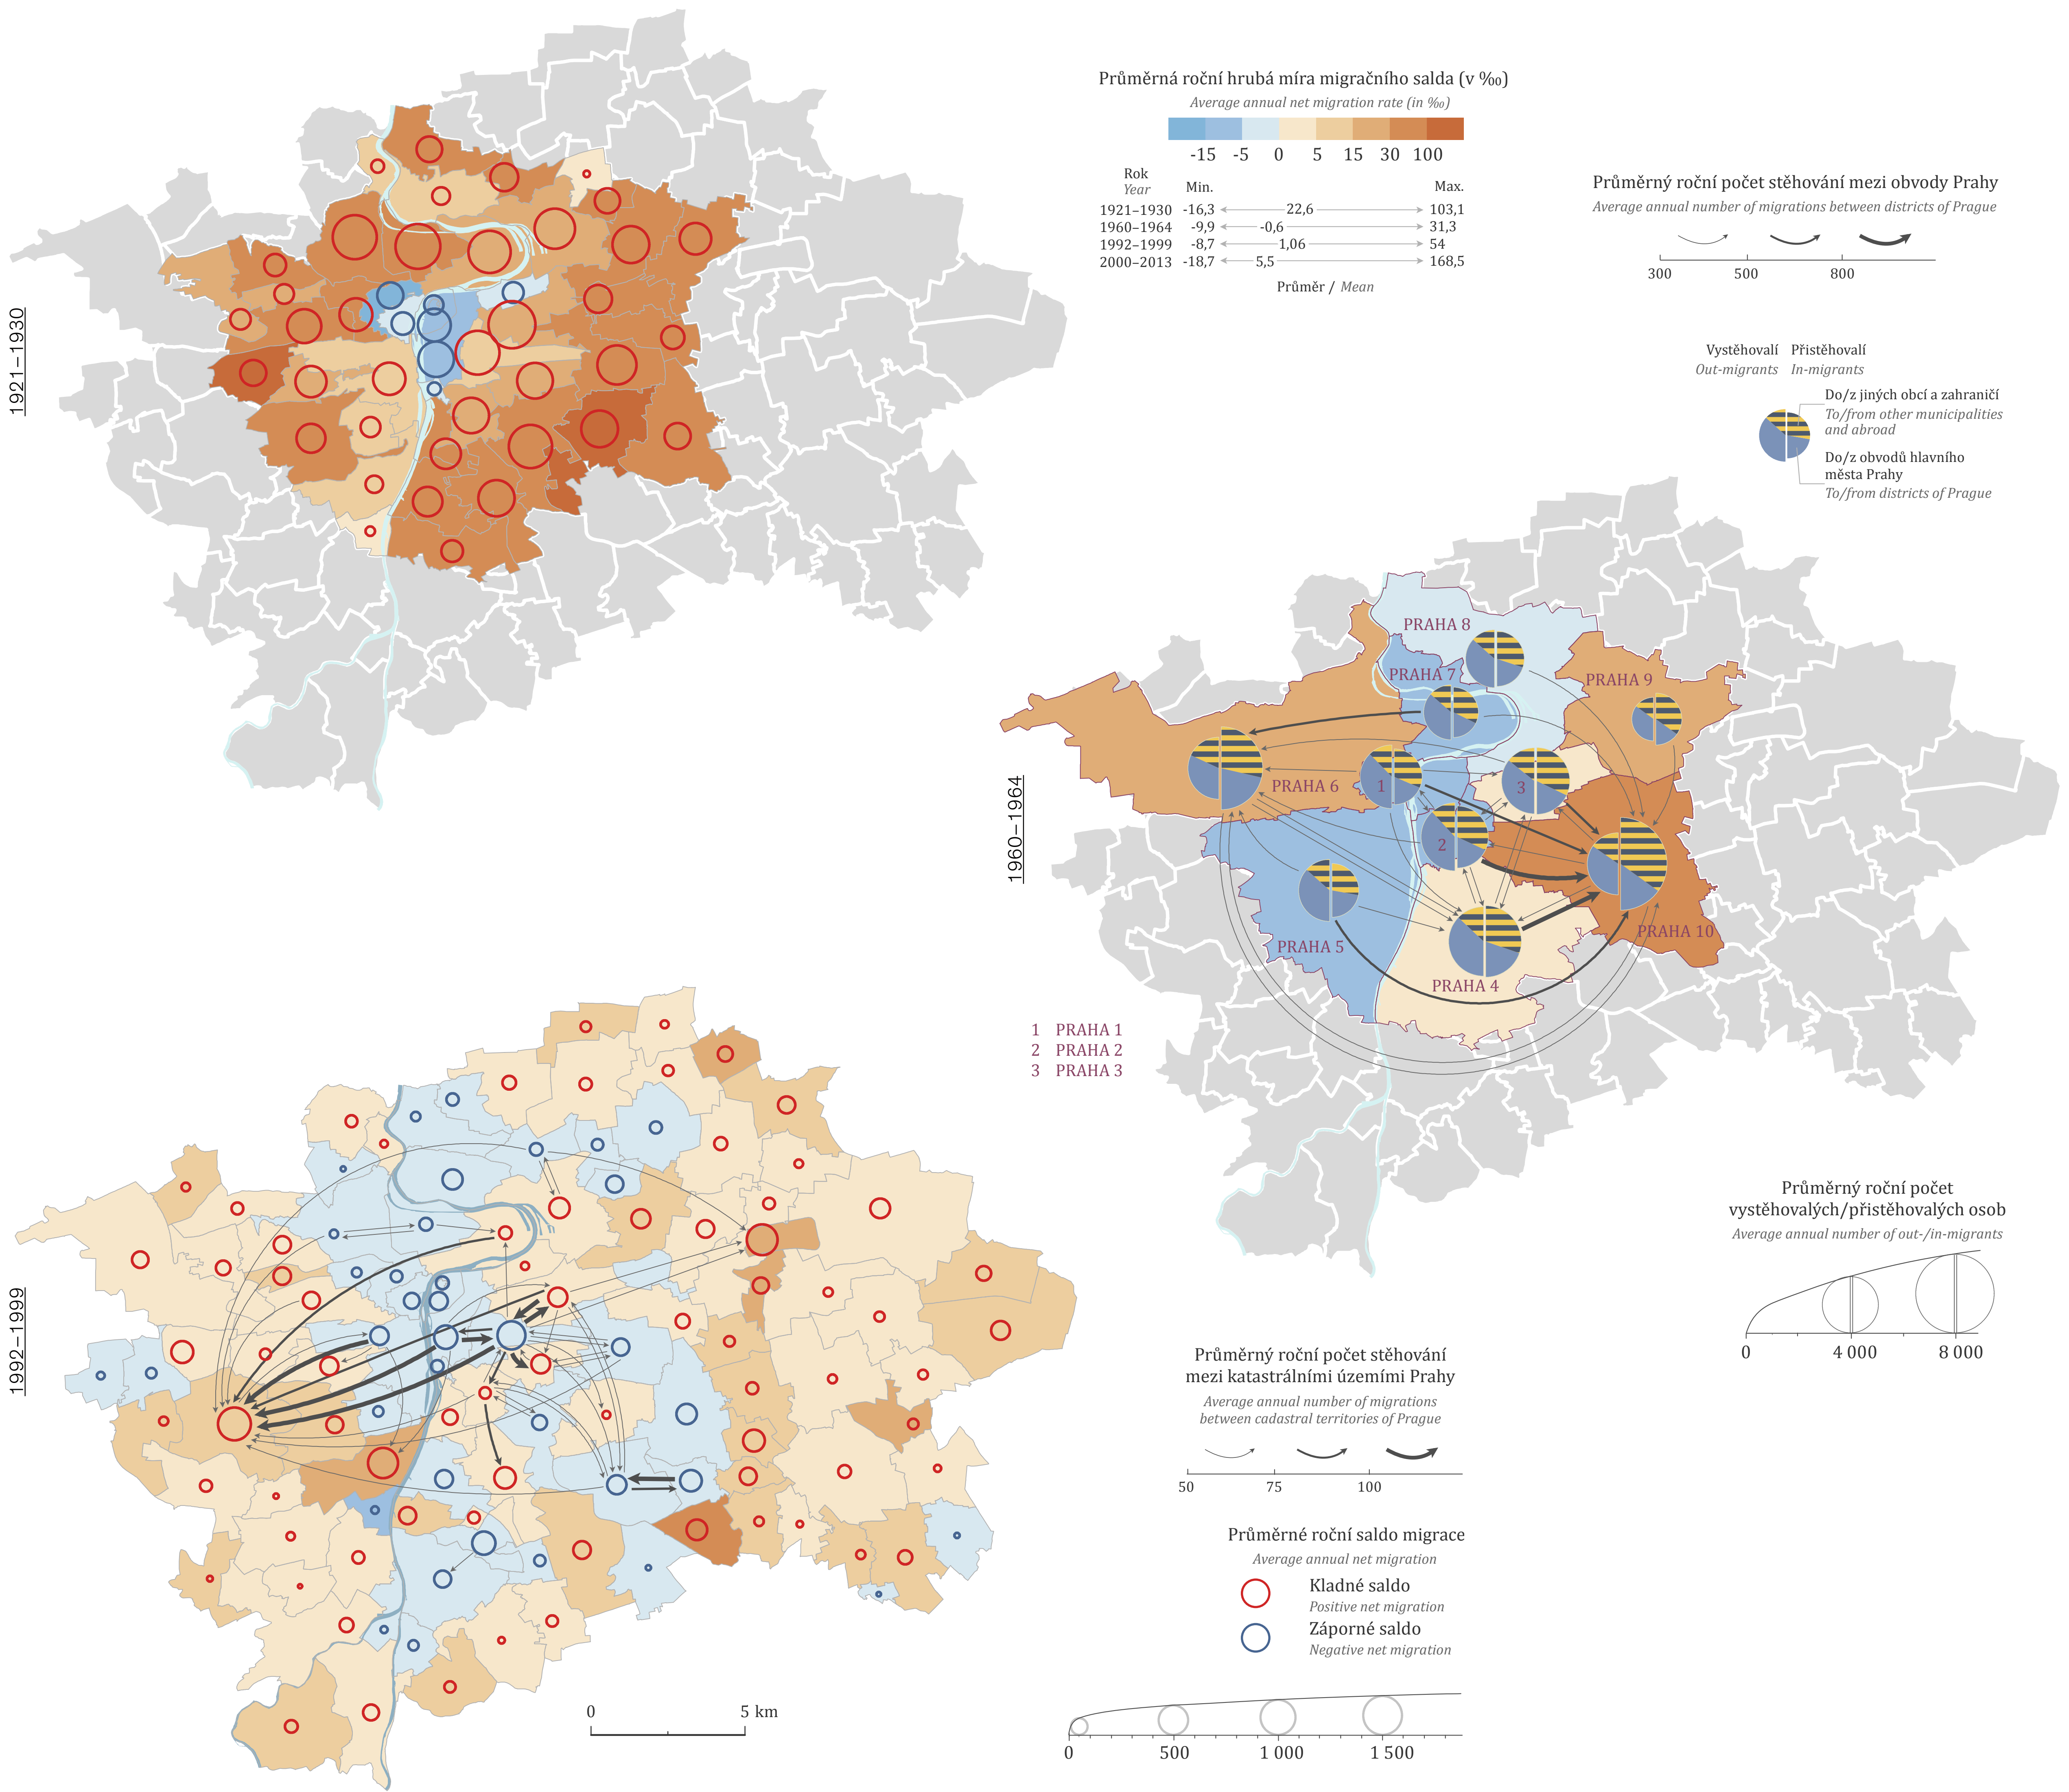 1921–1930
Průměrná roční hrubá míra migračního salda (v ‰)
Average annual net migration rate (in ‰)
-15 -5 0 5 15 30 100
Rok
Year
Min. Max.
1921–1930 -16,3 22,6 103,1
1960–1964 -9,9 -0,6 31,3
1992–1999 -8,7 1,06 54
2000–2013 -18,7 5,5 168,5
Průměr / Mean
Průměrný roční počet stěhování mezi obvody Prahy
Average annual number of migrations between districts of Prague
300 500 800
Vystěhovalí Přistěhovalí
Out-migrants In-migrants
Do/z jiných obcí a zahraničí
To/from other municipalities
and abroad
Do/z obvodů hlavního
města Prahy
To/from districts of Prague
1960–1964
PRAHA 8
PRAHA 7
PRAHA 9
PRAHA 6
1
3
2
PRAHA 10
PRAHA 5
PRAHA 4
1 PRAHA 1
2 PRAHA 2
3 PRAHA 3
Průměrný roční počet
vystěhovalých/přistěhovalých osob
Average annual number of out-/in-migrants
0 4 000 8 000
1992–1999
Průměrný roční počet stěhování
mezi katastrálními územími Prahy
Average annual number of migrations
between cadastral territories of Prague
50 75 100
Průměrné roční saldo migrace
Average annual net migration
Kladné saldo
Positive net migration
Záporné saldo
Negative net migration
0 500 1 000 1 500
0 5 km